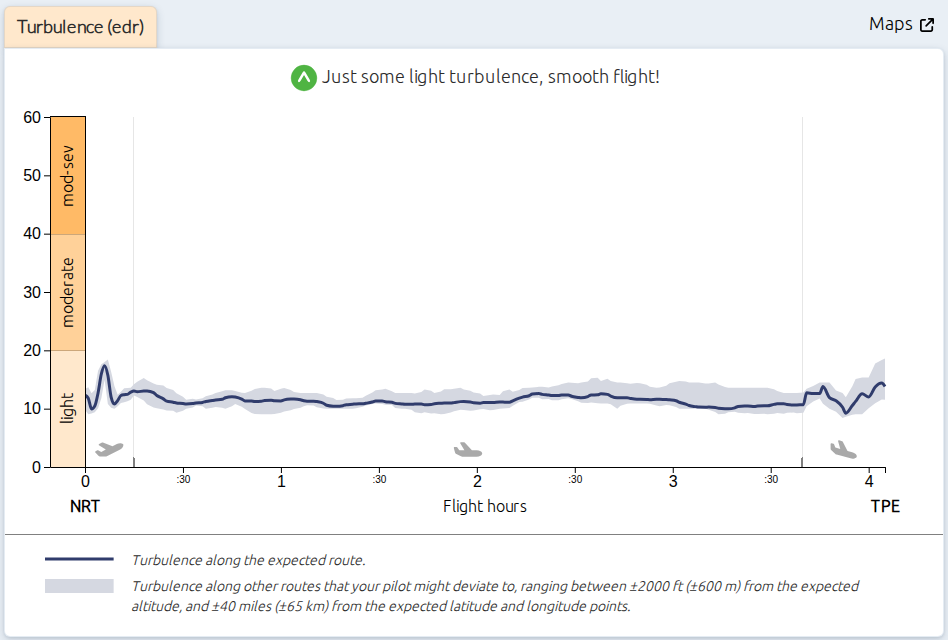 Turbulence (edr)
Maps
Just some light turbulence, smooth flight!
60
50
40
30
20
10
0
mod-sev
moderate
light
0 :30 1 :30 2 :30 3 :30 4
NRT Flight hours TPE
Turbulence along the expected route.
Turbulence along other routes that your pilot might deviate to, ranging between ±2000 ft (±600 m) from the expected
altitude, and ±40 miles (±65 km) from the expected latitude and longitude points.